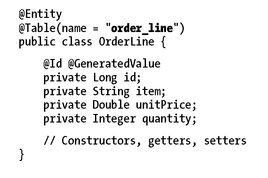 @Entity
@Table(name = "order_line")
public class OrderLine {
@Id @GeneratedValue
private Long id;
private String item;
private Double unitPrice;
private Integer quantity;
// Constructors, getters, setters
}